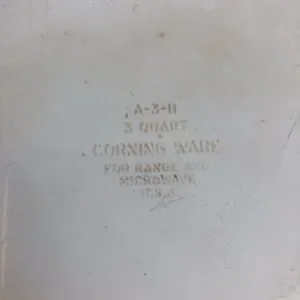 A-3-B
3 QUART
CORNING WARE
FOR RANGE AND
MICROWAVE
U.S.A